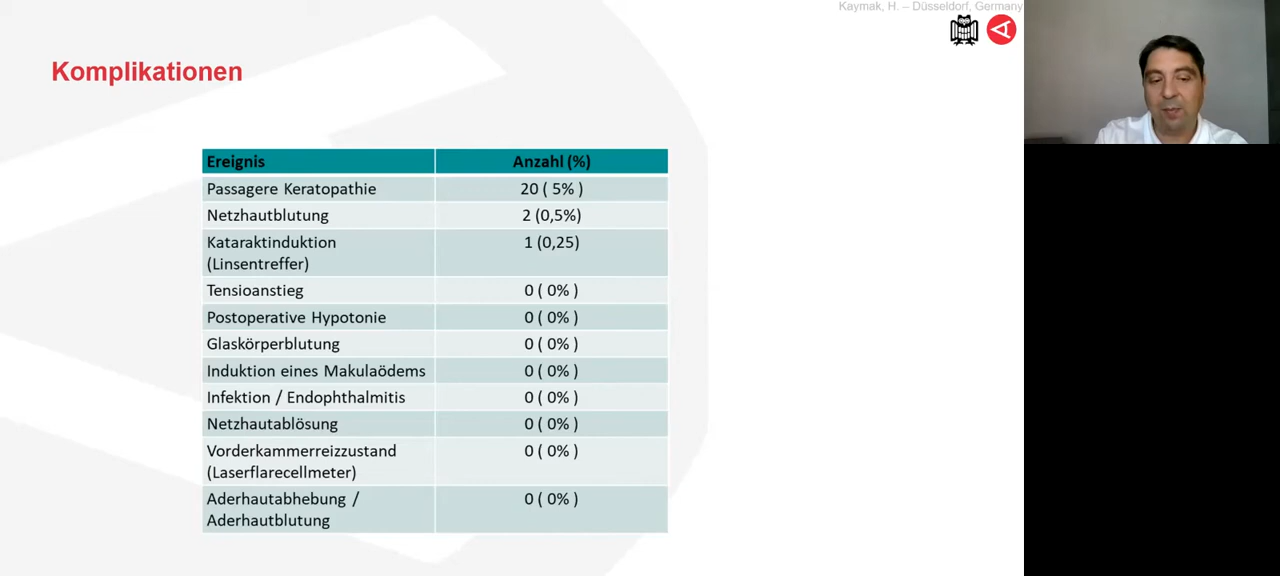 Kaymak, H. – Düsseldorf, Germany
Komplikationen
Ereignis Anzahl (%)
Passagere Keratopathie 20 ( 5% )
Netzhautblutung 2 (0,5%)
Kataraktinduktion 1 (0,25)
(Linsentreffer)
Tensioanstieg 0 ( 0% )
Postoperative Hypotonie 0 ( 0% )
Glaskörperblutung 0 ( 0% )
Induktion eines Makulaödems 0 ( 0% )
Infektion / Endophthalmitis 0 ( 0% )
Netzhautablösung 0 ( 0% )
Vorderkammerreizzustand 0 ( 0% )
(Laserflarecellmeter)
Aderhautabhebung / 0 ( 0% )
Aderhautblutung